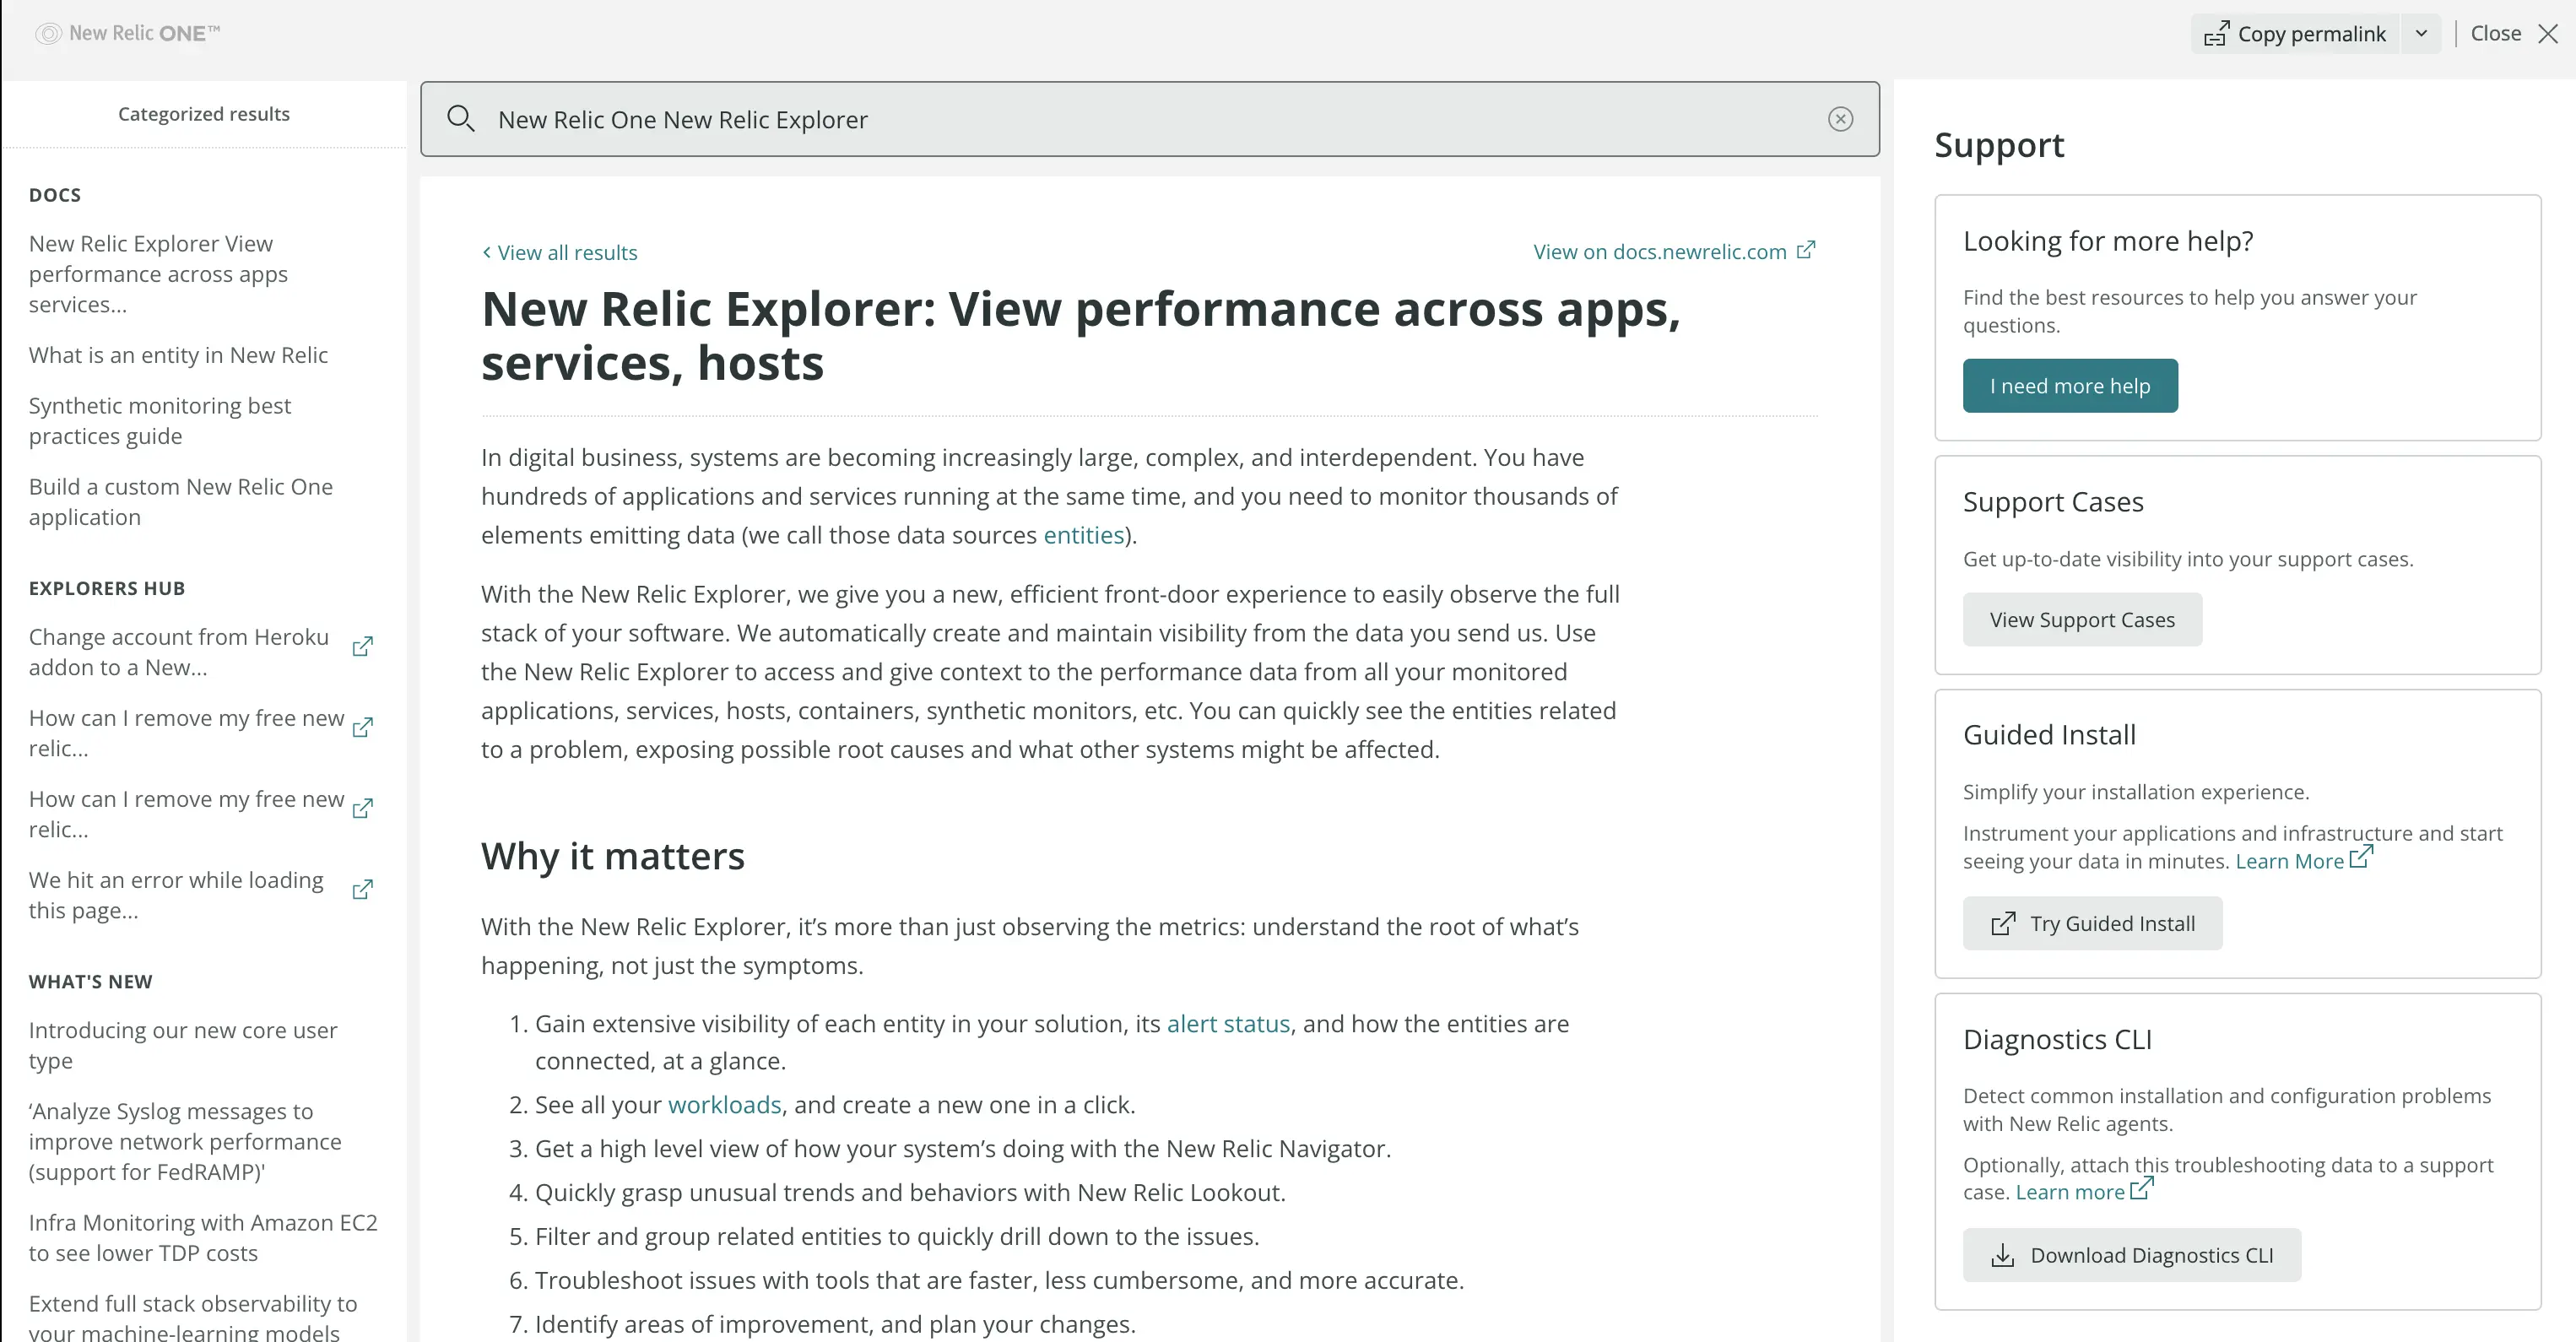 New Relic ONE™
Copy permalink
Close
Categorized results
DOCS
New Relic Explorer View
performance across apps
services...
What is an entity in New Relic
Synthetic monitoring best
practices guide
Build a custom New Relic One
application
EXPLORERS HUB
Change account from Heroku
addon to a New...
How can I remove my free new
relic...
How can I remove my free new
relic...
We hit an error while loading
this page...
WHAT'S NEW
Introducing our new core user
type
‘Analyze Syslog messages to
improve network performance
(support for FedRAMP)'
Infra Monitoring with Amazon EC2
to see lower TDP costs
Extend full stack observability to
your machine-learning models
New Relic One New Relic Explorer
View all results
View on docs.newrelic.com
New Relic Explorer: View performance across apps,
services, hosts
In digital business, systems are becoming increasingly large, complex, and interdependent. You have
hundreds of applications and services running at the same time, and you need to monitor thousands of
elements emitting data (we call those data sources entities).
With the New Relic Explorer, we give you a new, efficient front-door experience to easily observe the full
stack of your software. We automatically create and maintain visibility from the data you send us. Use
the New Relic Explorer to access and give context to the performance data from all your monitored
applications, services, hosts, containers, synthetic monitors, etc. You can quickly see the entities related
to a problem, exposing possible root causes and what other systems might be affected.
Why it matters
With the New Relic Explorer, it’s more than just observing the metrics: understand the root of what’s
happening, not just the symptoms.
1. Gain extensive visibility of each entity in your solution, its alert status, and how the entities are
connected, at a glance.
2. See all your workloads, and create a new one in a click.
3. Get a high level view of how your system’s doing with the New Relic Navigator.
4. Quickly grasp unusual trends and behaviors with New Relic Lookout.
5. Filter and group related entities to quickly drill down to the issues.
6. Troubleshoot issues with tools that are faster, less cumbersome, and more accurate.
7. Identify areas of improvement, and plan your changes.
Support
Looking for more help?
Find the best resources to help you answer your
questions.
I need more help
Support Cases
Get up-to-date visibility into your support cases.
View Support Cases
Guided Install
Simplify your installation experience.
Instrument your applications and infrastructure and start
seeing your data in minutes. Learn More
Try Guided Install
Diagnostics CLI
Detect common installation and configuration problems
with New Relic agents.
Optionally, attach this troubleshooting data to a support
case. Learn more
Download Diagnostics CLI